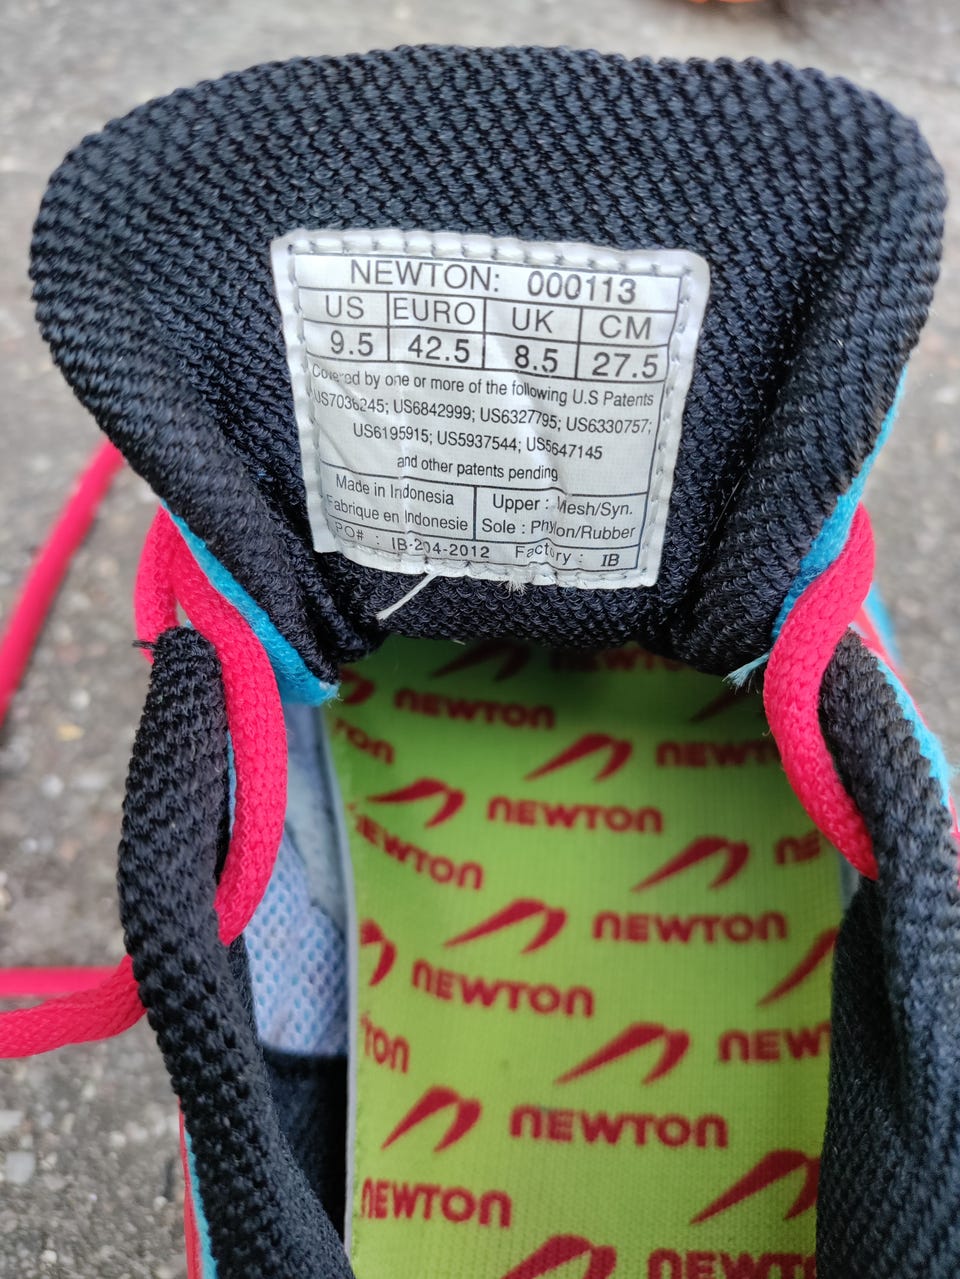 NEWTON: 000113
US EURO UK CM
9.5 42.5 8.5 27.5
Covered by one or more of the following U.S Patents
US7036245; US6842999; US6327795; US6330757;
US6195915; US5937544; US5647145
and other patents pending
Made in Indonesia
Fabrique en Indonesie
Upper : Mesh/Syn.
Sole : Phylon/Rubber
PO# : IB-204-2012 Factory : IB
NEWTON
NEWTON
NEWTON
NEWTON
NEWTON
NEWTON
NEWTON
NEWTON
NEWTON
NEWTON